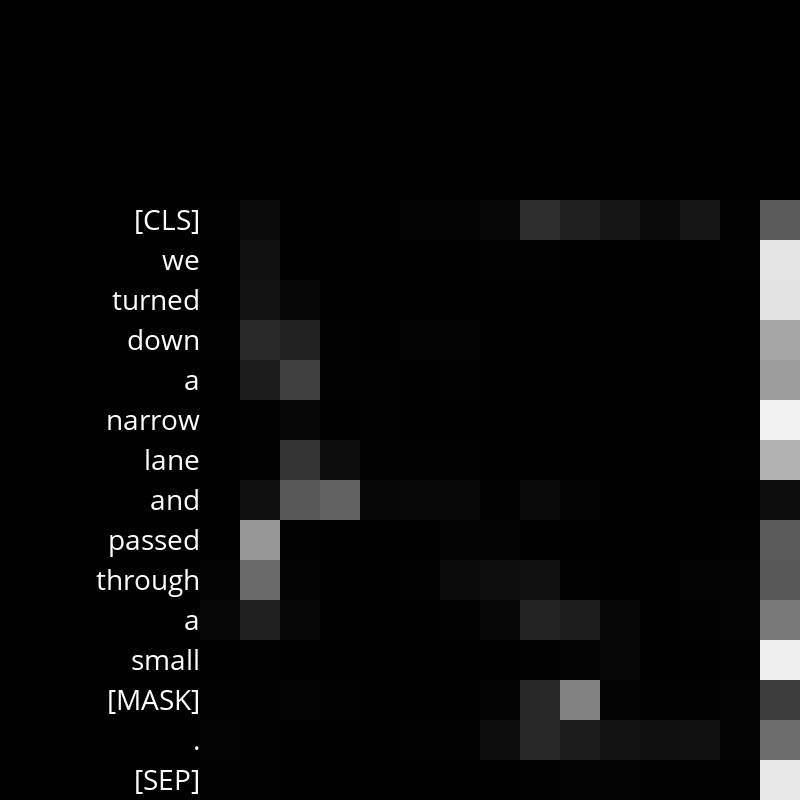 [CLS]
we
turned
down
a
narrow
lane
and
passed
through
a
small
[MASK]
.
[SEP]